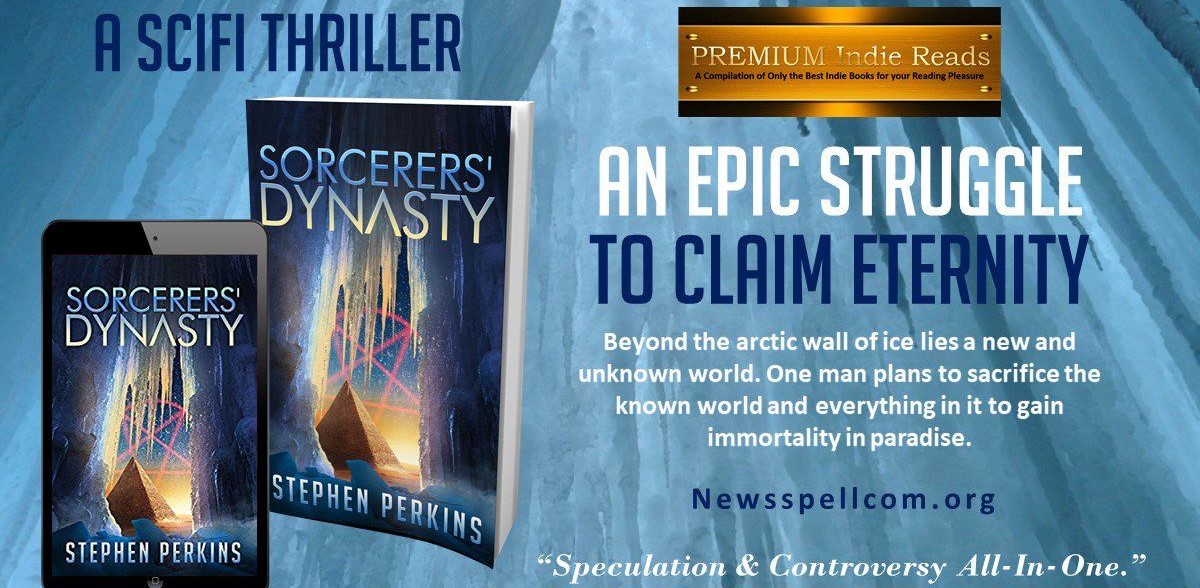 A SCIFI THRILLER
SORCERERS'
DYNASTY
STEPHEN PERKINS
SORCERERS'
DYNASTY
STEPHEN PERKINS
PREMIUM Indie Reads
A Compilation of Only the Best Indie Books for your Reading Pleasure
AN EPIC STRUGGLE
TO CLAIM ETERNITY
Beyond the arctic wall of ice lies a new and
unknown world. One man plans to sacrifice the
known world and everything in it to gain
immortality in paradise.
Newsspellcom.org
“Speculation & Controversy All-In-One.”